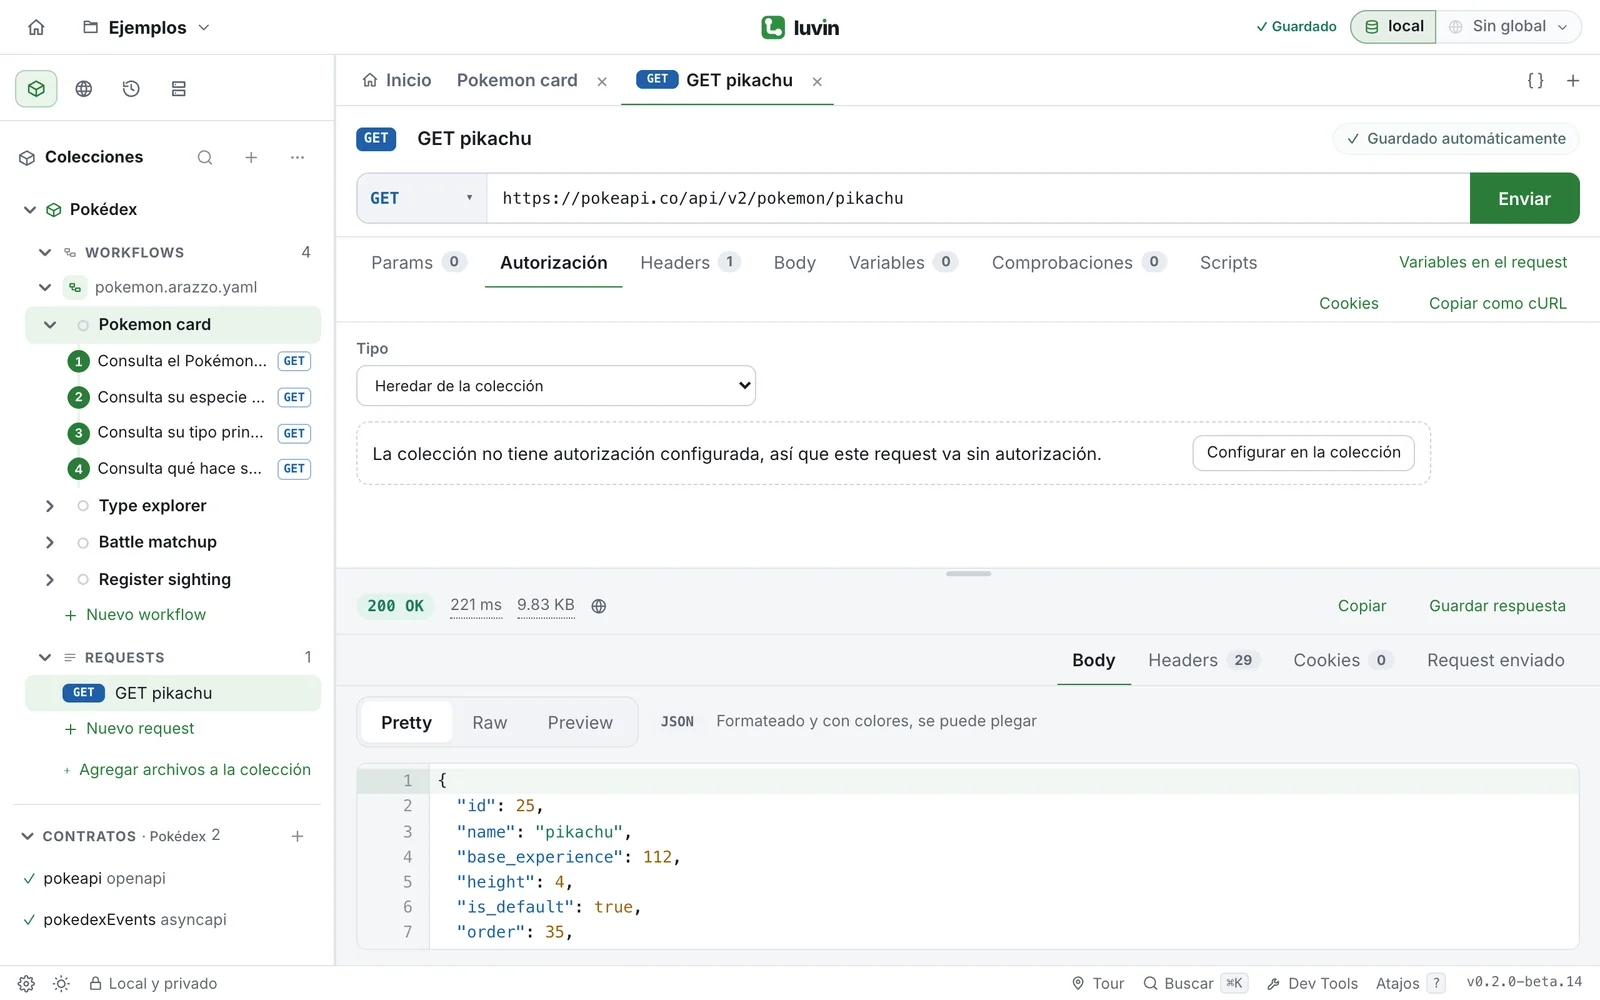 Ejemplos
luvin
Guardado
local
Sin global
Inicio
Pokemon card
GET GET pikachu
{}
Colecciones
GET GET pikachu
Guardado automáticamente
GET
https://pokeapi.co/api/v2/pokemon/pikachu
Enviar
Pokédex
WORKFLOWS 4
pokemon.arazzo.yaml
Pokemon card
1 Consulta el Pokémon... GET
2 Consulta su especie ... GET
3 Consulta su tipo prin... GET
4 Consulta qué hace s... GET
Type explorer
Battle matchup
Register sighting
+ Nuevo workflow
REQUESTS 1
GET GET pikachu
+ Nuevo request
+ Agregar archivos a la colección
CONTRATOS · Pokédex 2
pokeapi openapi
pokedexEvents asyncapi
Params 0
Autorización
Headers 1
Body
Variables 0
Comprobaciones 0
Scripts
Variables en el request
Cookies
Copiar como cURL
Tipo
Heredar de la colección
La colección no tiene autorización configurada, así que este request va sin autorización.
Configurar en la colección
200 OK
221 ms
9.83 KB
Copiar
Guardar respuesta
Body
Headers 29
Cookies 0
Request enviado
Pretty
Raw
Preview
JSON
Formateado y con colores, se puede plegar
1 {
2 "id": 25,
3 "name": "pikachu",
4 "base_experience": 112,
5 "height": 4,
6 "is_default": true,
7 "order": 35,
Local y privado
Tour
Buscar ⌘K
Dev Tools
Atajos ?
v0.2.0-beta.14